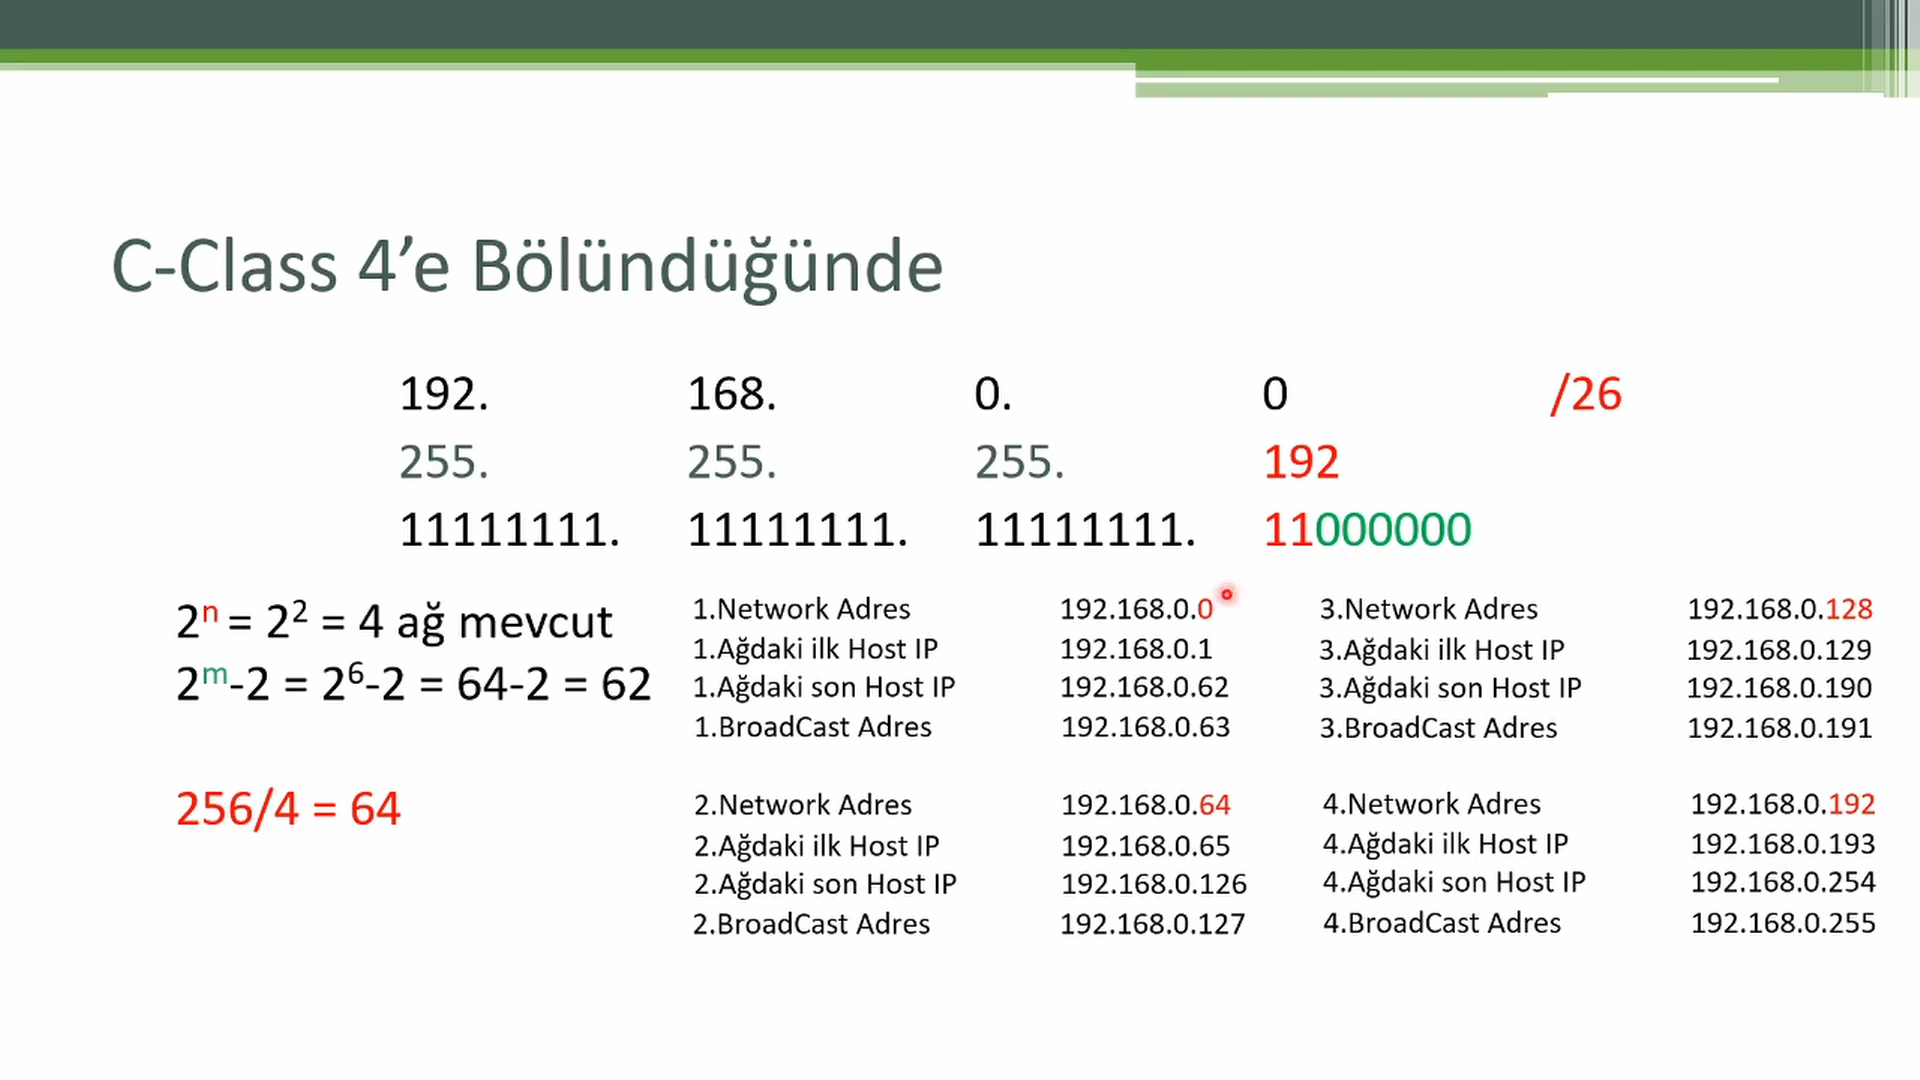 C-Class 4’e Bölündüğünde
192. 168. 0. 0 /26
255. 255. 255. 192
11111111. 11111111. 11111111. 11000000
2ⁿ = 2² = 4 ağ mevcut
2ᵐ-2 = 2⁶-2 = 64-2 = 62
256/4 = 64
1.Network Adres 192.168.0.0
1.Ağdaki ilk Host IP 192.168.0.1
1.Ağdaki son Host IP 192.168.0.62
1.BroadCast Adres 192.168.0.63
2.Network Adres 192.168.0.64
2.Ağdaki ilk Host IP 192.168.0.65
2.Ağdaki son Host IP 192.168.0.126
2.BroadCast Adres 192.168.0.127
3.Network Adres 192.168.0.128
3.Ağdaki ilk Host IP 192.168.0.129
3.Ağdaki son Host IP 192.168.0.190
3.BroadCast Adres 192.168.0.191
4.Network Adres 192.168.0.192
4.Ağdaki ilk Host IP 192.168.0.193
4.Ağdaki son Host IP 192.168.0.254
4.BroadCast Adres 192.168.0.255